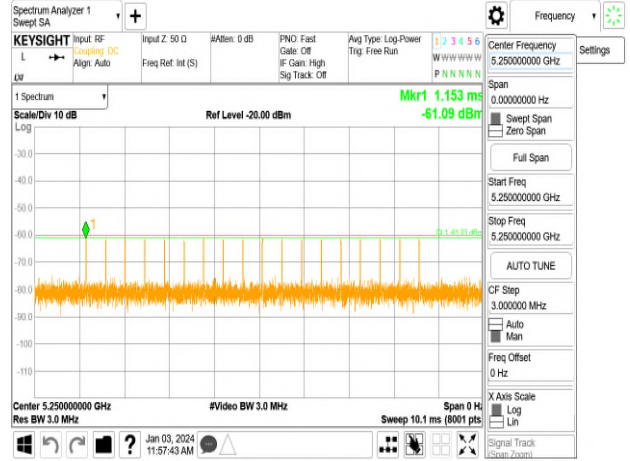 Spectrum Analyzer 1
Swept SA
Frequency
KEYSIGHT
L
Input: RF
Coupling: DC
Align: Auto
Input Z: 50 Ω
Freq Ref: Int (S)
#Atten: 0 dB
PNO: Fast
Gate: Off
IF Gain: High
Sig Track: Off
Avg Type: Log-Power
Trig: Free Run
1 2 3 4 5 6
W W W W W W
P N N N N N
Settings
Center Frequency
5.250000000 GHz
Span
0.00000000 Hz
Swept Span
Zero Span
Full Span
Start Freq
5.250000000 GHz
Stop Freq
5.250000000 GHz
AUTO TUNE
CF Step
3.000000 MHz
Auto
Man
Freq Offset
0 Hz
X Axis Scale
Log
Lin
Signal Track
(Span Zoom)
1 Spectrum
Scale/Div 10 dB
Log
Ref Level -20.00 dBm
Mkr1 1.153 ms
-61.09 dBm
1
-30.0
-40.0
-50.0
-60.0
-70.0
-80.0
-90.0
-100
-110
Center 5.250000000 GHz
Res BW 3.0 MHz
#Video BW 3.0 MHz
Span 0 Hz
Sweep 10.1 ms (8001 pts
?
Jan 03, 2024
11:57:43 AM